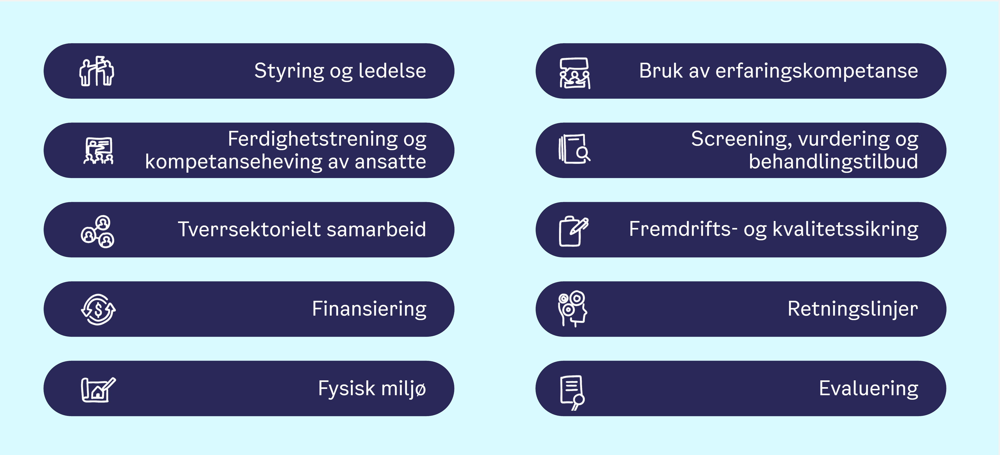 Styring og ledelse
Ferdighetstrening og
kompetanseheving av ansatte
Tverrsektorielt samarbeid
Finansiering
Fysisk miljø
Bruk av erfaringskompetanse
Screening, vurdering og
behandlingstilbud
Fremdrifts- og kvalitetssikring
Retningslinjer
Evaluering